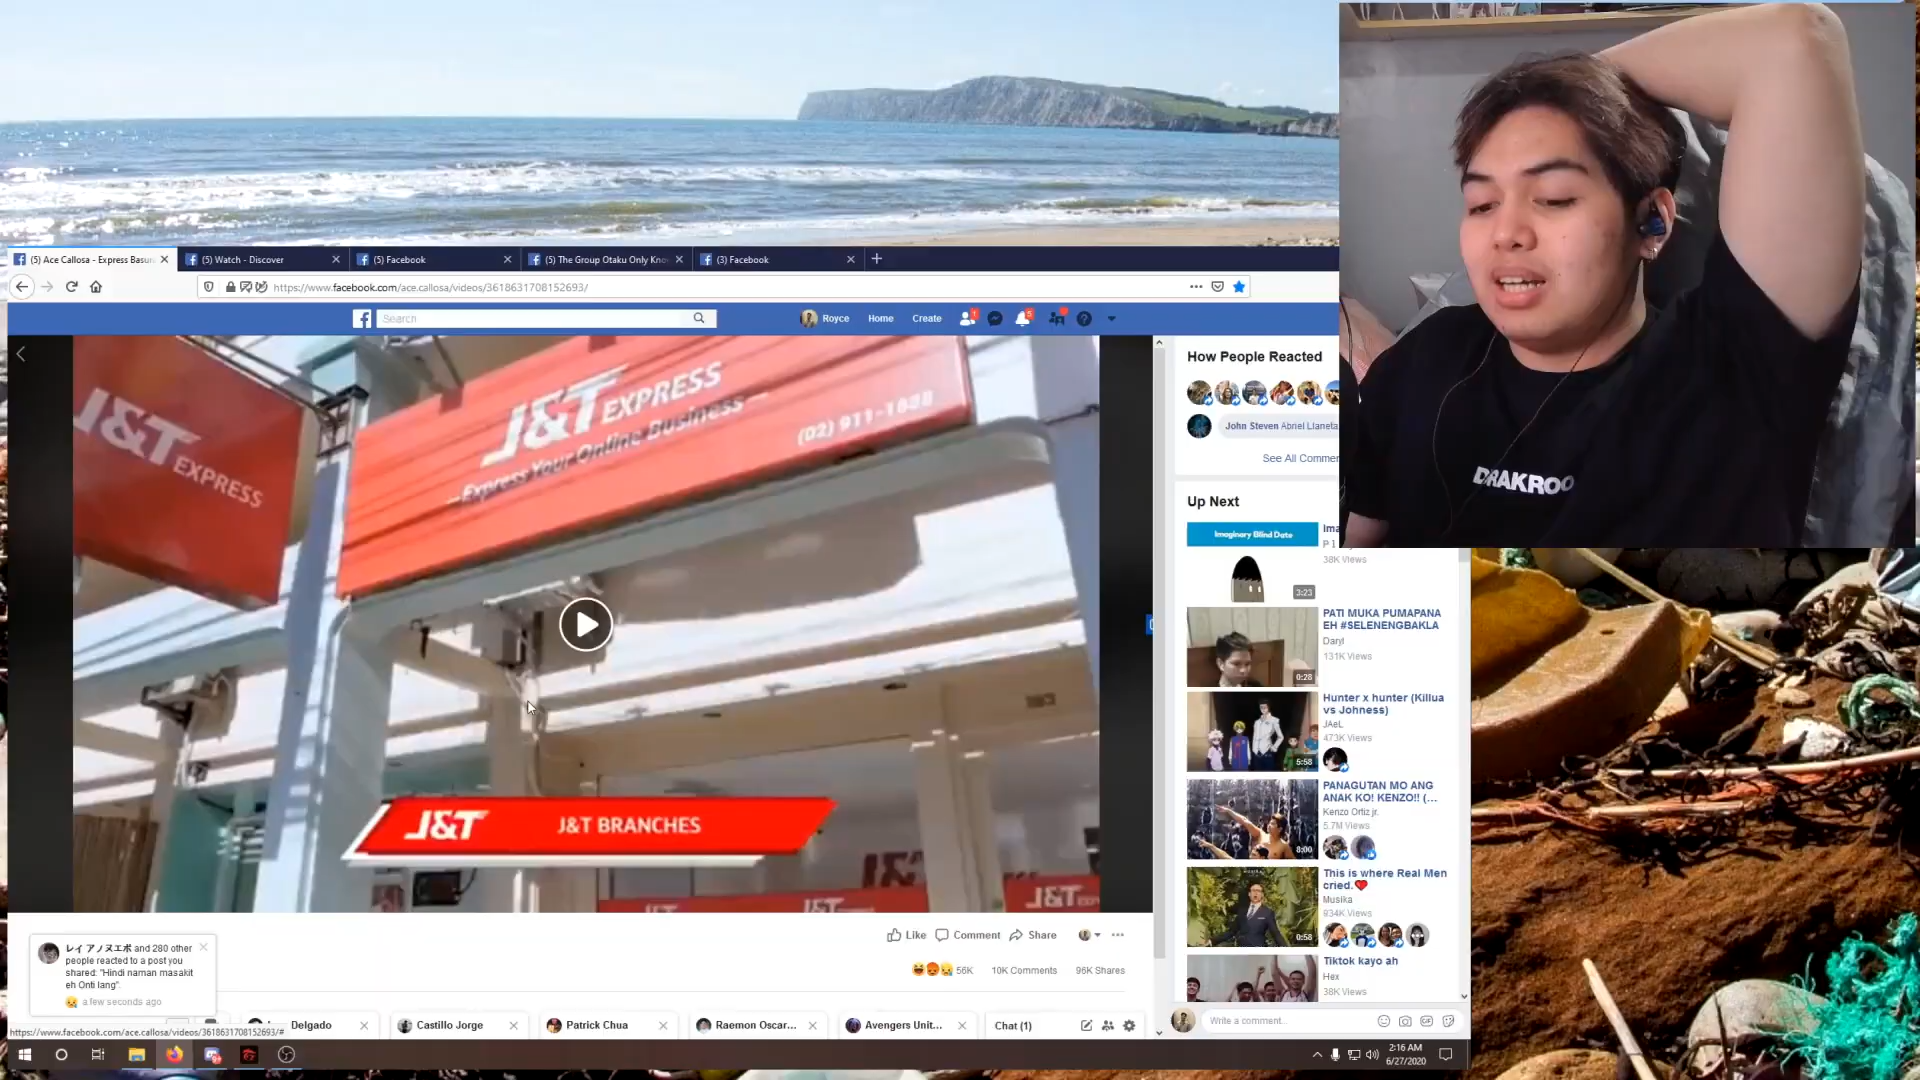 (5) Ace Callosa - Express Basur
(5) Watch - Discover
(5) Facebook
(5) The Group Otaku Only Kno
(3) Facebook
https://www.facebook.com/ace.callosa/videos/3618631708152693/
Search
Royce
Home
Create
1
5
J&T EXPRESS
J&T EXPRESS
Express Your Online Business
(02) 911-1838
J&T
J&T BRANCHES
J&T
J&T
J&T
How People Reacted
John Steven Abriel Llaneta
See All Commen
Up Next
Imaginary Blind Date
3:23
Ima
38K Views
0:28
PATI MUKA PUMAPANA
EH #SELENENGBAKLA
Daryl
131K Views
5:58
Hunter x hunter (Killua
vs Johness)
JAeL
473K Views
8:00
PANAGUTAN MO ANG
ANAK KO! KENZO!! (...
Kenzo Ortiz jr.
5.7M Views
0:58
This is where Real Men
cried.
Musika
934K Views
Tiktok kayo ah
Hex
38K Views
DRAKROO
Like
Comment
Share
56K
10K Comments
96K Shares
レイ アノヌエボ and 280 other
people reacted to a post you
shared: "Hindi naman masakit
eh Onti lang".
a few seconds ago
https://www.facebook.com/ace.callosa/videos/3618631708152693/#
Delgado
Castillo Jorge
Patrick Chua
Raemon Oscar...
Avengers Unit...
Chat (1)
Write a comment...
2:16 AM
6/27/2020